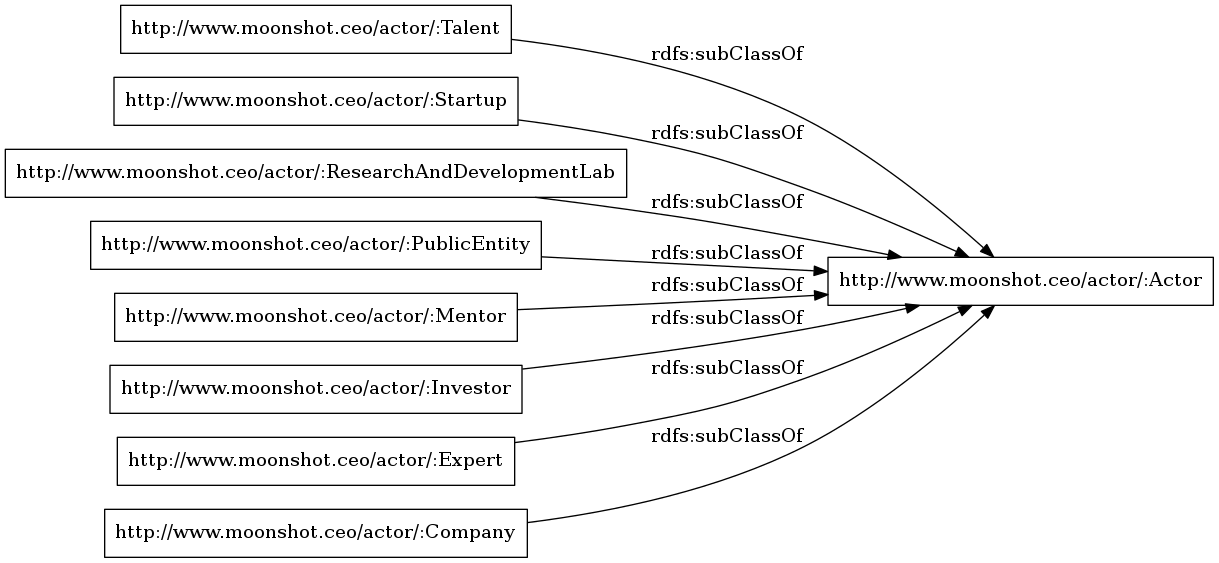 http://www.moonshot.ceo/actor/:Talent
rdfs:subClassOf
http://www.moonshot.ceo/actor/:Startup
rdfs:subClassOf
http://www.moonshot.ceo/actor/:ResearchAndDevelopmentLab
rdfs:subClassOf
http://www.moonshot.ceo/actor/:PublicEntity
rdfs:subClassOf
http://www.moonshot.ceo/actor/:Actor
rdfs:subClassOf
http://www.moonshot.ceo/actor/:Mentor
rdfs:subClassOf
http://www.moonshot.ceo/actor/:Investor
rdfs:subClassOf
http://www.moonshot.ceo/actor/:Expert
rdfs:subClassOf
http://www.moonshot.ceo/actor/:Company